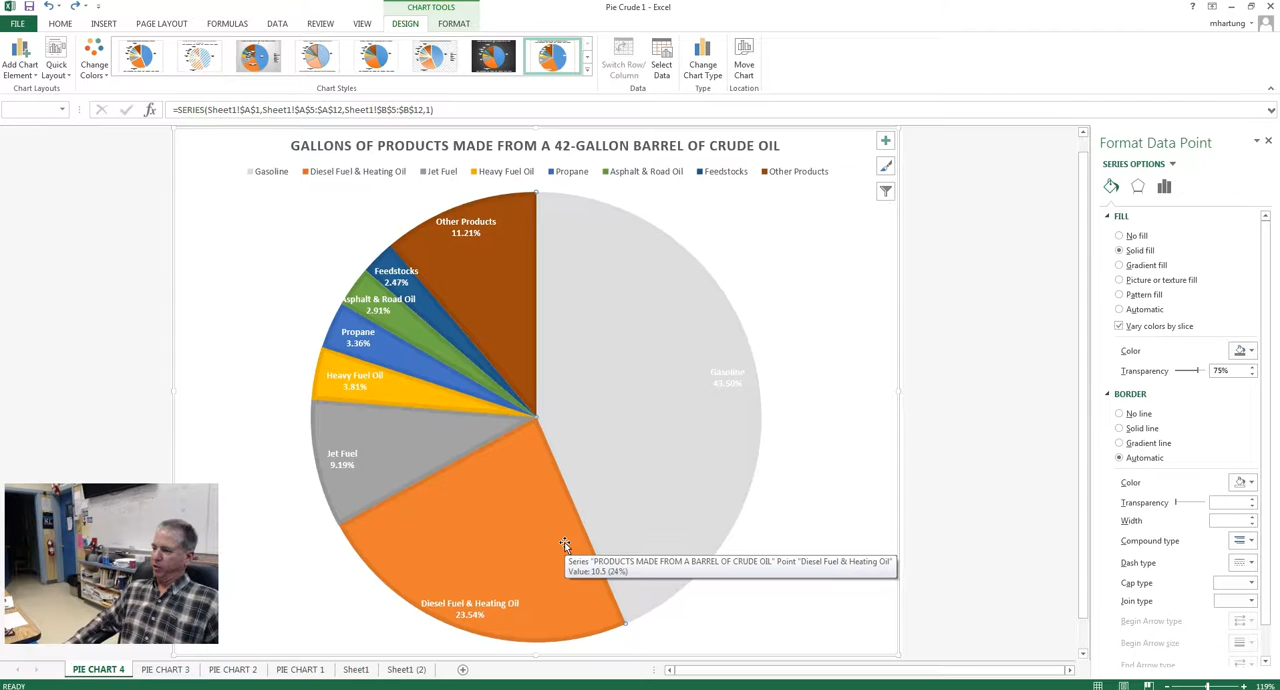 Pie Crude 1 - Excel
CHART TOOLS
FILE HOME INSERT PAGE LAYOUT FORMULAS DATA REVIEW VIEW DESIGN FORMAT
mhartung
Add Chart Element
Quick Layout
Change Colors
Switch Row/ Column
Select Data
Change Chart Type
Move Chart
Chart Layouts
Chart Styles
Data
Type
Location
fx
=SERIES(Sheet1!$A$1,Sheet1!$A$5:$A$12,Sheet1!$B$5:$B$12,1)
GALLONS OF PRODUCTS MADE FROM A 42-GALLON BARREL OF CRUDE OIL
Gasoline Diesel Fuel & Heating Oil Jet Fuel Heavy Fuel Oil Propane Asphalt & Road Oil Feedstocks Other Products
Other Products
11.21%
Feedstocks
2.47%
Asphalt & Road Oil
2.91%
Propane
3.36%
Heavy Fuel Oil
3.81%
Jet Fuel
9.19%
Gasoline
43.50%
Diesel Fuel & Heating Oil
23.54%
Series "PRODUCTS MADE FROM A BARREL OF CRUDE OIL" Point "Diesel Fuel & Heating Oil"
Value: 10.5 (24%)
Format Data Point
SERIES OPTIONS
FILL
No fill
Solid fill
Gradient fill
Picture or texture fill
Pattern fill
Automatic
Vary colors by slice
Color
Transparency 75%
BORDER
No line
Solid line
Gradient line
Automatic
Color
Transparency
Width
Compound type
Dash type
Cap type
Join type
Begin Arrow type
Begin Arrow size
End Arrow type
PIE CHART 4 PIE CHART 3 PIE CHART 2 PIE CHART 1 Sheet1 Sheet1 (2)
READY
119%